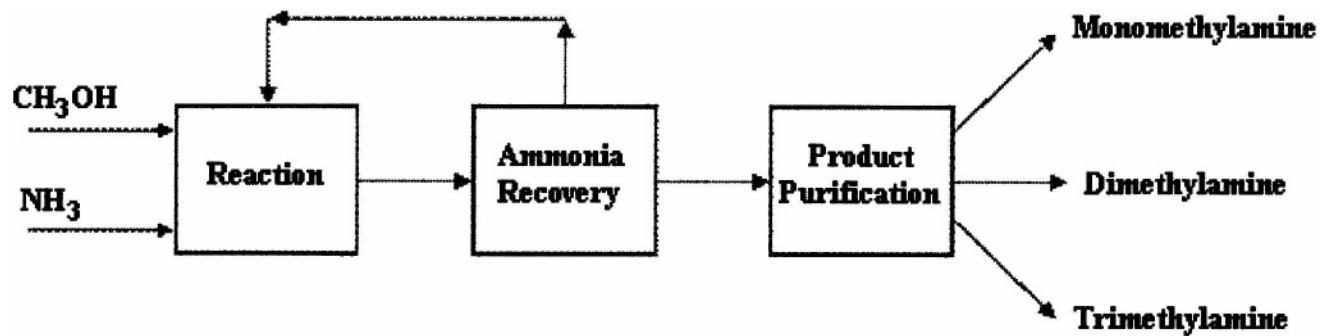 Monomethylamine
CH₃OH
Reaction
Ammonia
Recovery
Product
Purification
NH₃
Dimethylamine
Trimethylamine